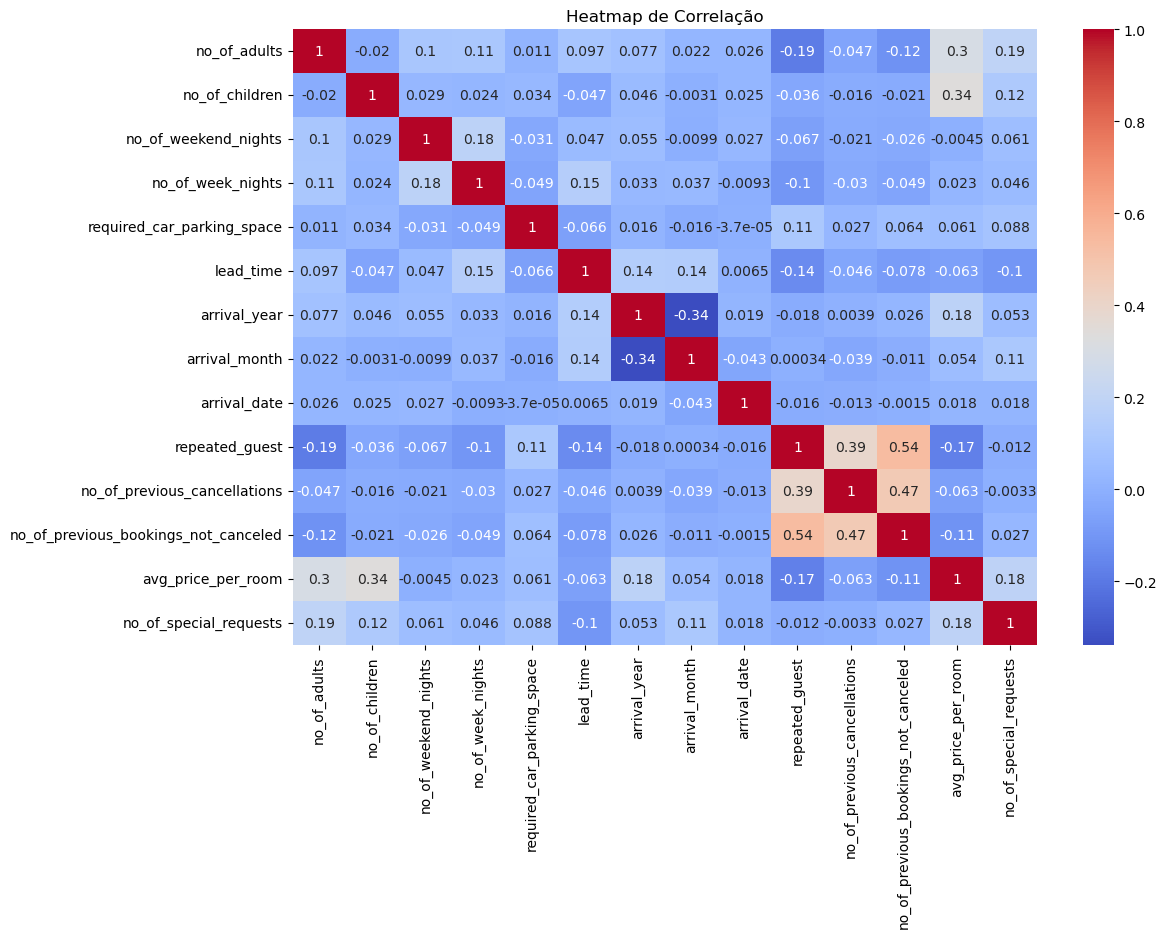 Heatmap de Correlação
no_of_adults 1 -0.02 0.1 0.11 0.011 0.097 0.077 0.022 0.026 -0.19 -0.047 -0.12 0.3 0.19
no_of_children -0.02 1 0.029 0.024 0.034 -0.047 0.046 -0.0031 0.025 -0.036 -0.016 -0.021 0.34 0.12
no_of_weekend_nights 0.1 0.029 1 0.18 -0.031 0.047 0.055 -0.0099 0.027 -0.067 -0.021 -0.026 -0.0045 0.061
no_of_week_nights 0.11 0.024 0.18 1 -0.049 0.15 0.033 0.037 -0.0093 -0.1 -0.03 -0.049 0.023 0.046
required_car_parking_space 0.011 0.034 -0.031 -0.049 1 -0.066 0.016 -0.016 -3.7e-05 0.11 0.027 0.064 0.061 0.088
lead_time 0.097 -0.047 0.047 0.15 -0.066 1 0.14 0.14 0.0065 -0.14 -0.046 -0.078 -0.063 -0.1
arrival_year 0.077 0.046 0.055 0.033 0.016 0.14 1 -0.34 0.019 -0.018 0.0039 0.026 0.18 0.053
arrival_month 0.022 -0.0031 -0.0099 0.037 -0.016 0.14 -0.34 1 -0.043 0.00034 -0.039 -0.011 0.054 0.11
arrival_date 0.026 0.025 0.027 -0.0093 -3.7e-05 0.0065 0.019 -0.043 1 -0.016 -0.013 -0.0015 0.018 0.018
repeated_guest -0.19 -0.036 -0.067 -0.1 0.11 -0.14 -0.018 0.00034 -0.016 1 0.39 0.54 -0.17 -0.012
no_of_previous_cancellations -0.047 -0.016 -0.021 -0.03 0.027 -0.046 0.0039 -0.039 -0.013 0.39 1 0.47 -0.063 -0.0033
no_of_previous_bookings_not_canceled -0.12 -0.021 -0.026 -0.049 0.064 -0.078 0.026 -0.011 -0.0015 0.54 0.47 1 -0.11 0.027
avg_price_per_room 0.3 0.34 -0.0045 0.023 0.061 -0.063 0.18 0.054 0.018 -0.17 -0.063 -0.11 1 0.18
no_of_special_requests 0.19 0.12 0.061 0.046 0.088 -0.1 0.053 0.11 0.018 -0.012 -0.0033 0.027 0.18 1
no_of_adults
no_of_children
no_of_weekend_nights
no_of_week_nights
required_car_parking_space
lead_time
arrival_year
arrival_month
arrival_date
repeated_guest
no_of_previous_cancellations
no_of_previous_bookings_not_canceled
avg_price_per_room
no_of_special_requests
1.0
0.8
0.6
0.4
0.2
0.0
−0.2